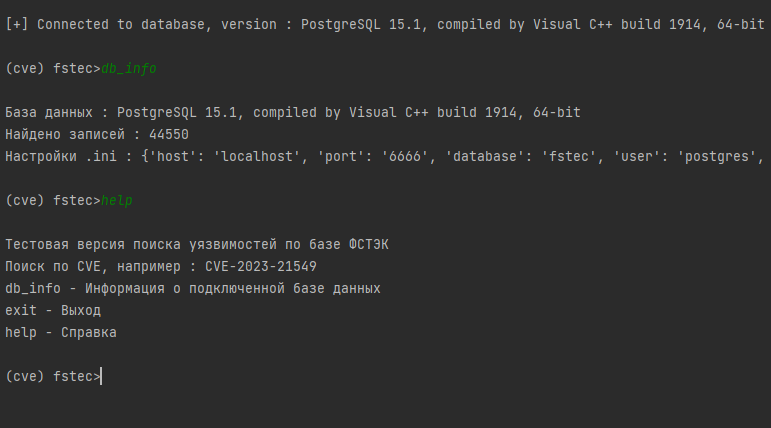 [+] Connected to database, version : PostgreSQL 15.1, compiled by Visual C++ build 1914, 64-bit
(cve) fstec>db_info
База данных : PostgreSQL 15.1, compiled by Visual C++ build 1914, 64-bit
Найдено записей : 44550
Настройки .ini : {'host': 'localhost', 'port': '6666', 'database': 'fstec', 'user': 'postgres',
(cve) fstec>help
Тестовая версия поиска уязвимостей по базе ФСТЭК
Поиск по CVE, например : CVE-2023-21549
db_info - Информация о подключенной базе данных
exit - Выход
help - Справка
(cve) fstec>